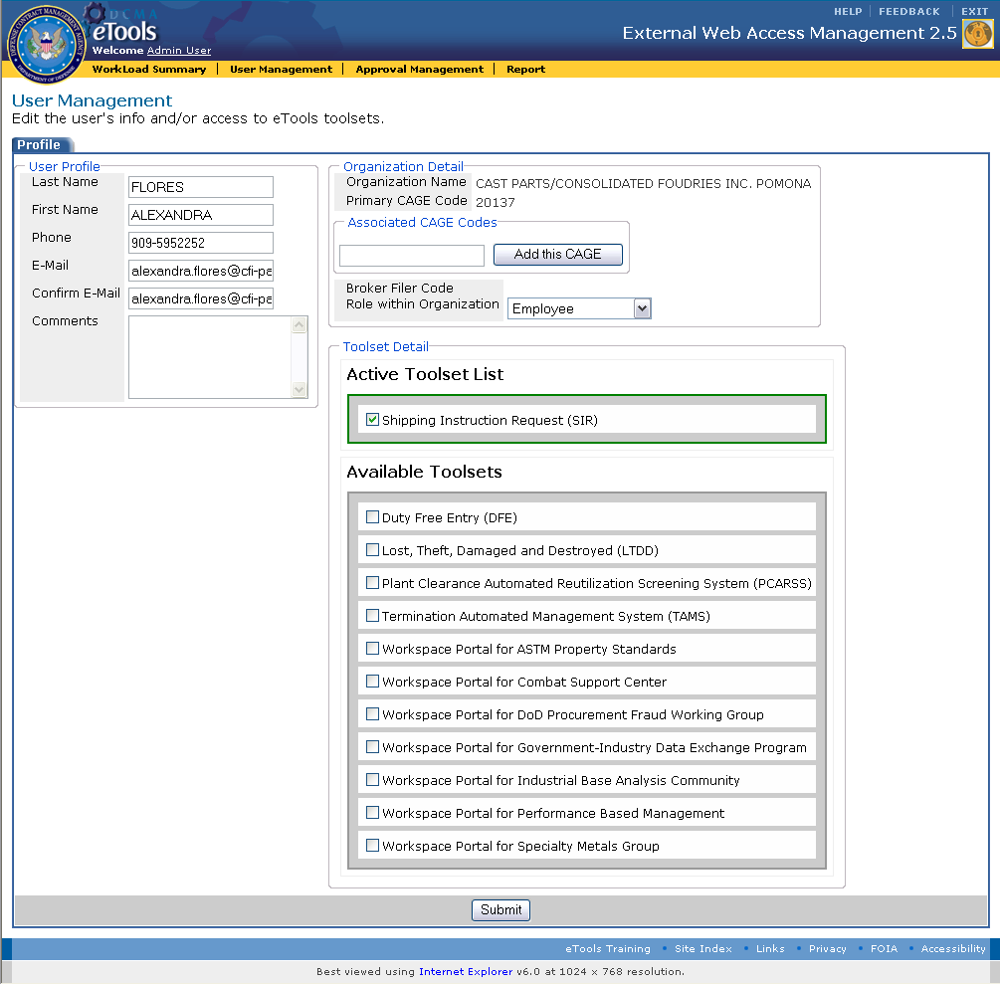 HELP FEEDBACK EXIT
DCMA
eTools
Welcome Admin User
External Web Access Management 2.5
WorkLoad Summary User Management Approval Management Report
User Management
Edit the user's info and/or access to eTools toolsets.
Profile
User Profile
Last Name FLORES
First Name ALEXANDRA
Phone 909-5952252
E-Mail alexandra.flores@cfi-pa
Confirm E-Mail alexandra.flores@cfi-pa
Comments
Organization Detail
Organization Name CAST PARTS/CONSOLIDATED FOUDRIES INC. POMONA
Primary CAGE Code 20137
Associated CAGE Codes
Add this CAGE
Broker Filer Code
Role within Organization Employee
Toolset Detail
Active Toolset List
Shipping Instruction Request (SIR)
Available Toolsets
Duty Free Entry (DFE)
Lost, Theft, Damaged and Destroyed (LTDD)
Plant Clearance Automated Reutilization Screening System (PCARSS)
Termination Automated Management System (TAMS)
Workspace Portal for ASTM Property Standards
Workspace Portal for Combat Support Center
Workspace Portal for DoD Procurement Fraud Working Group
Workspace Portal for Government-Industry Data Exchange Program
Workspace Portal for Industrial Base Analysis Community
Workspace Portal for Performance Based Management
Workspace Portal for Specialty Metals Group
Submit
eTools Training • Site Index • Links • Privacy • FOIA • Accessibility
Best viewed using Internet Explorer v6.0 at 1024 x 768 resolution.